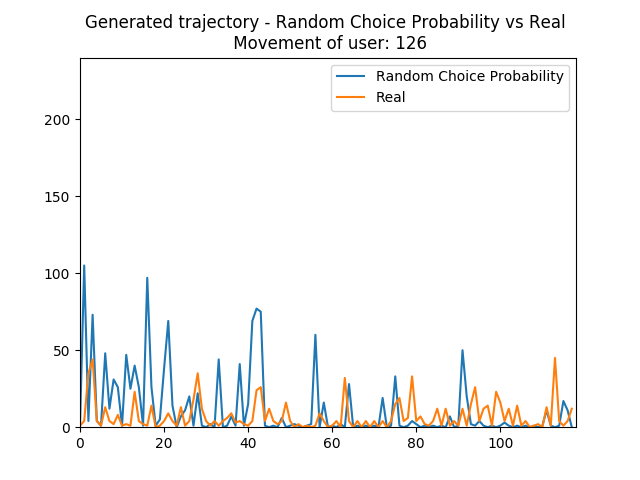 Generated trajectory - Random Choice Probability vs Real
Movement of user: 126
Random Choice Probability
Real
200
150
100
50
0
0 20 40 60 80 100